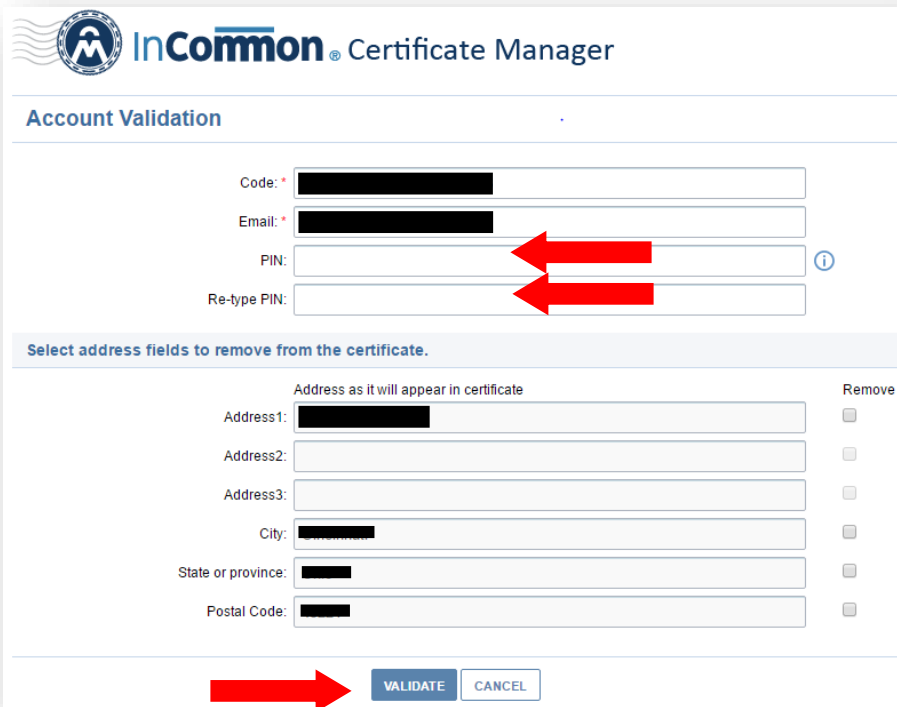 InCommon® Certificate Manager
Account Validation
Code: *
Email: *
PIN:
Re-type PIN:
Select address fields to remove from the certificate.
Address as it will appear in certificate Remove
Address1:
Address2:
Address3:
City:
State or province:
Postal Code:
VALIDATE CANCEL